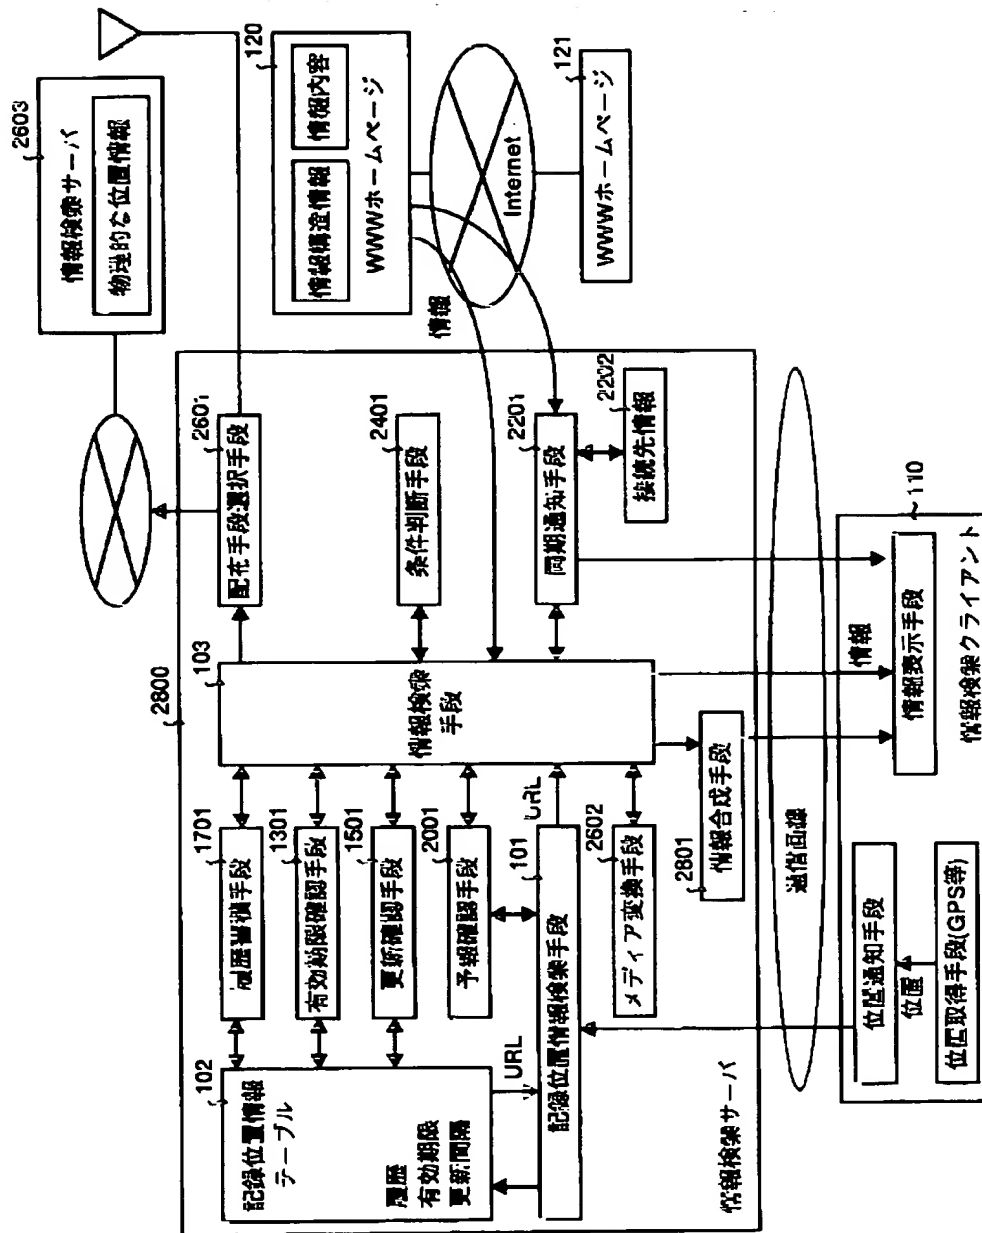 2603
情報検索サーバ
物理的な位置情報
120
情報構造情報
情報内容
WWWホームページ
Internet
121
WWWホームページ
情報
2800
2601
配布手段選択手段
2401
条件判断手段
2201
同期通知手段
2202
接続先情報
103
情報検索
手段
1701
履歴蓄積手段
1301
有効期限確認手段
1501
更新確認手段
2001
予報確認手段
101
記録位置情報検索手段
URL
2602
メディア変換手段
2801
情報合成手段
102
記録位置情報
テーブル
履歴
有効期限
更新間隔
URL
情報検索サーバ
通信回線
110
情報
情報表示手段
情報検索クライアント
位置通知手段
位置
位置取得手段(GPS等)